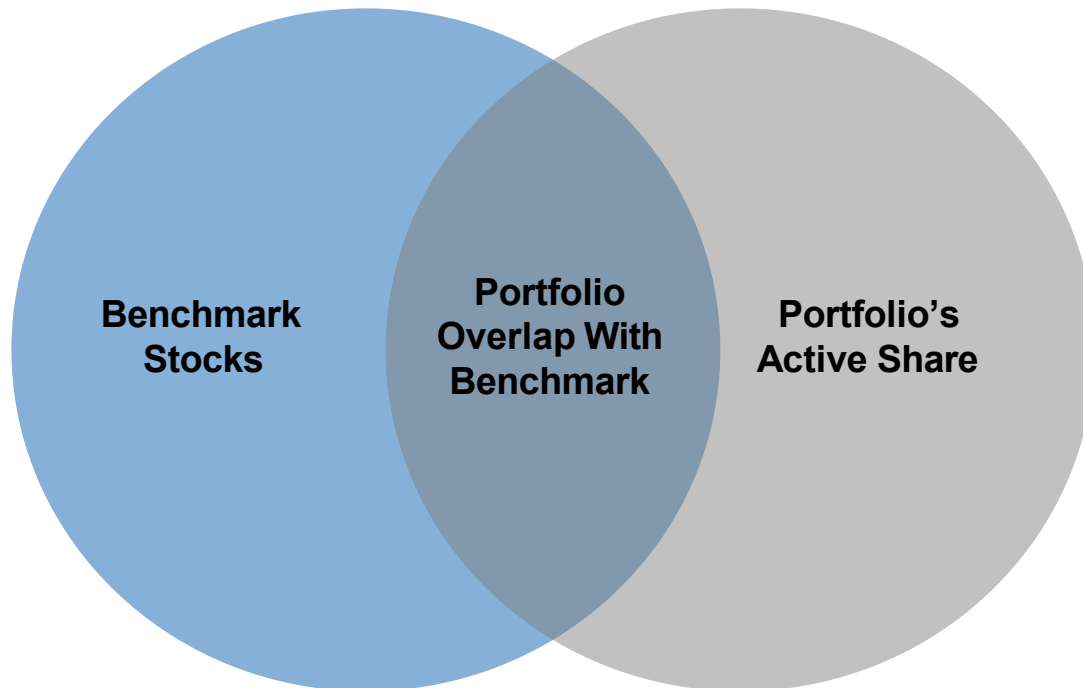 Benchmark
Stocks
Portfolio
Overlap With
Benchmark
Portfolio’s
Active Share